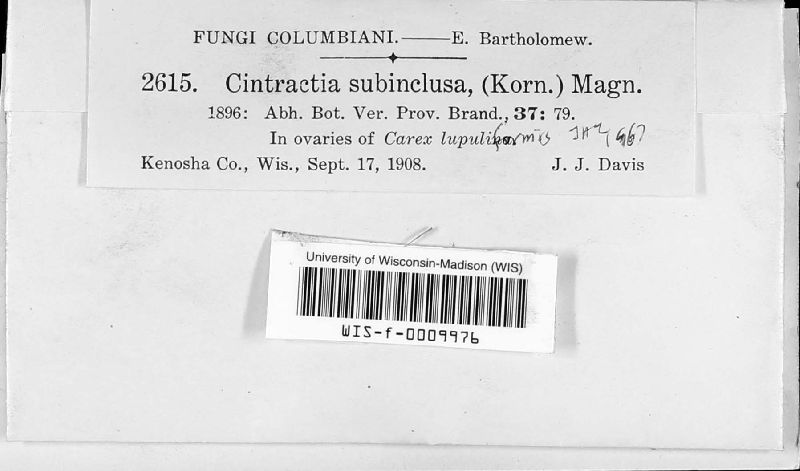 FUNGI COLUMBIANI.——E. Bartholomew.
2615. Cintractia subinclusa, (Korn.) Magn.
1896: Abh. Bot. Ver. Prov. Brand., 37: 79.
In ovaries of Carex lupuliformis
Kenosha Co., Wis., Sept. 17, 1908. J. J. Davis
University of Wisconsin-Madison (WIS)
WIS-f-0009976